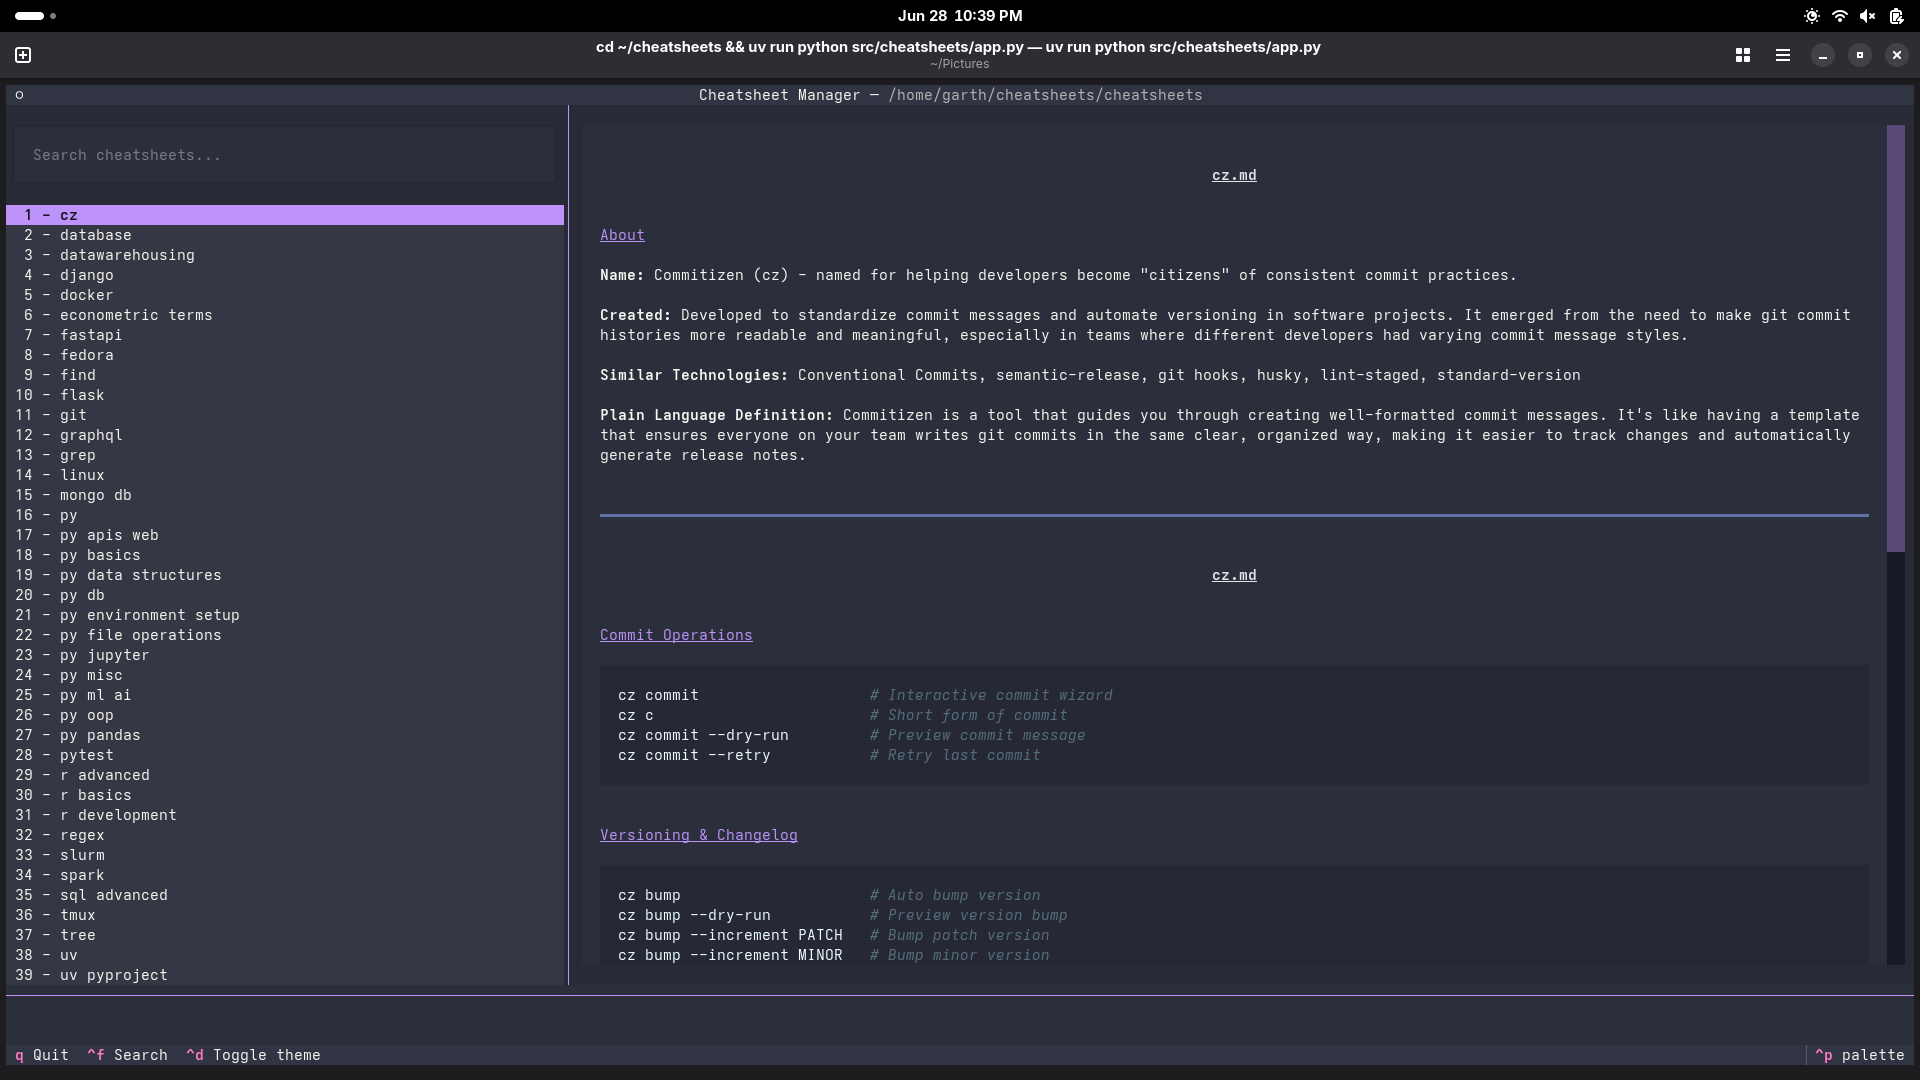 Jun 28 10:39 PM
cd ~/cheatsheets && uv run python src/cheatsheets/app.py — uv run python src/cheatsheets/app.py
~/Pictures
Cheatsheet Manager — /home/garth/cheatsheets/cheatsheets
Search cheatsheets...
1 - cz
2 - database
3 - datawarehousing
4 - django
5 - docker
6 - econometric terms
7 - fastapi
8 - fedora
9 - find
10 - flask
11 - git
12 - graphql
13 - grep
14 - linux
15 - mongo db
16 - py
17 - py apis web
18 - py basics
19 - py data structures
20 - py db
21 - py environment setup
22 - py file operations
23 - py jupyter
24 - py misc
25 - py ml ai
26 - py oop
27 - py pandas
28 - pytest
29 - r advanced
30 - r basics
31 - r development
32 - regex
33 - slurm
34 - spark
35 - sql advanced
36 - tmux
37 - tree
38 - uv
39 - uv pyproject
cz.md
About
Name: Commitizen (cz) - named for helping developers become "citizens" of consistent commit practices.
Created: Developed to standardize commit messages and automate versioning in software projects. It emerged from the need to make git commit
histories more readable and meaningful, especially in teams where different developers had varying commit message styles.
Similar Technologies: Conventional Commits, semantic-release, git hooks, husky, lint-staged, standard-version
Plain Language Definition: Commitizen is a tool that guides you through creating well-formatted commit messages. It's like having a template
that ensures everyone on your team writes git commits in the same clear, organized way, making it easier to track changes and automatically
generate release notes.
cz.md
Commit Operations
cz commit # Interactive commit wizard
cz c # Short form of commit
cz commit --dry-run # Preview commit message
cz commit --retry # Retry last commit
Versioning & Changelog
cz bump # Auto bump version
cz bump --dry-run # Preview version bump
cz bump --increment PATCH # Bump patch version
cz bump --increment MINOR # Bump minor version
q Quit ^f Search ^d Toggle theme
^p palette